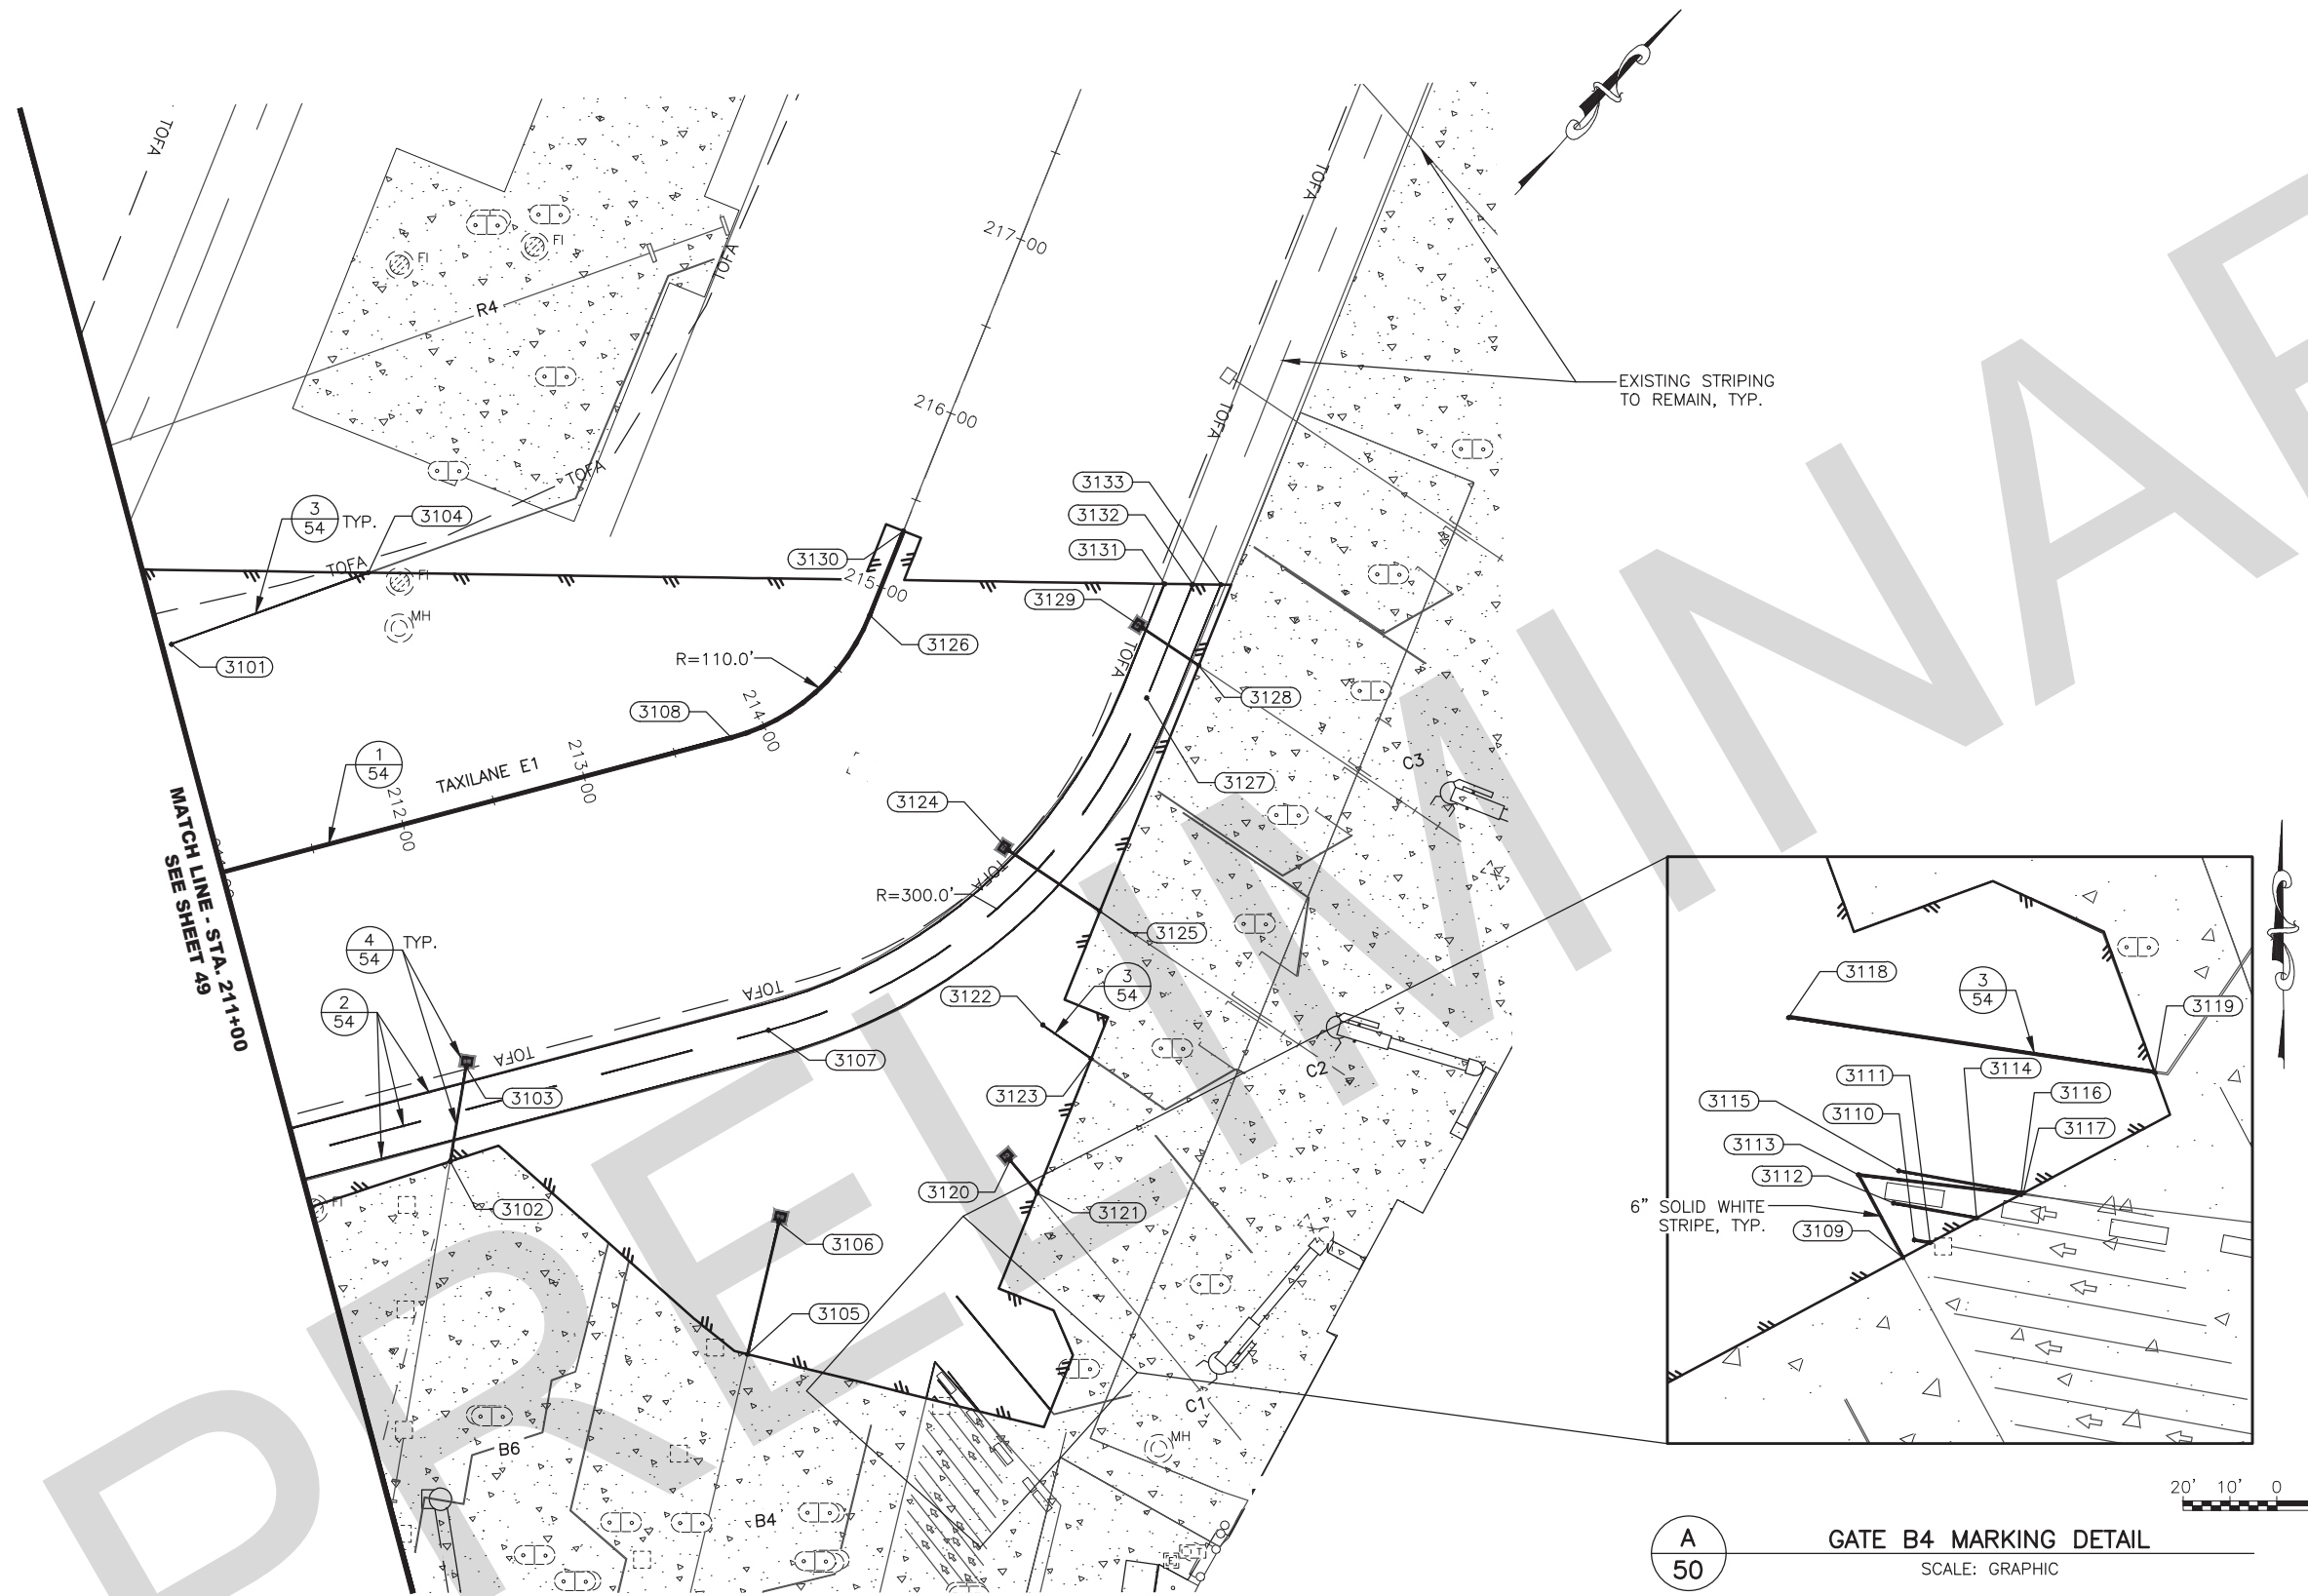 TOFA
R4
FI
FI
TOFA
TOFA
3
54
TYP.
3104
TOFA
FI
MH
3101
217+00
216+00
215+00
3130
3126
R=110.0'
3108
214+00
213+00
212+00
TAXILANE E1
1
54
MATCH LINE - STA. 211+00
SEE SHEET 49
TOFA
TOFA
EXISTING STRIPING
TO REMAIN, TYP.
3133
3132
3131
3129
TOFA
3128
3127
3124
TOFA
R=300.0'
3125
C3
4
54
TYP.
2
54
TOFA
TOFA
3103
3107
3122
3
54
3123
C2
3102
FI
3106
3120
3121
3105
C1
MH
B6
B4
3118
3
54
3119
3111
3114
3115
3110
3116
3113
3117
3112
6" SOLID WHITE
STRIPE, TYP.
3109
20' 10' 0
A
50
GATE B4 MARKING DETAIL
SCALE: GRAPHIC